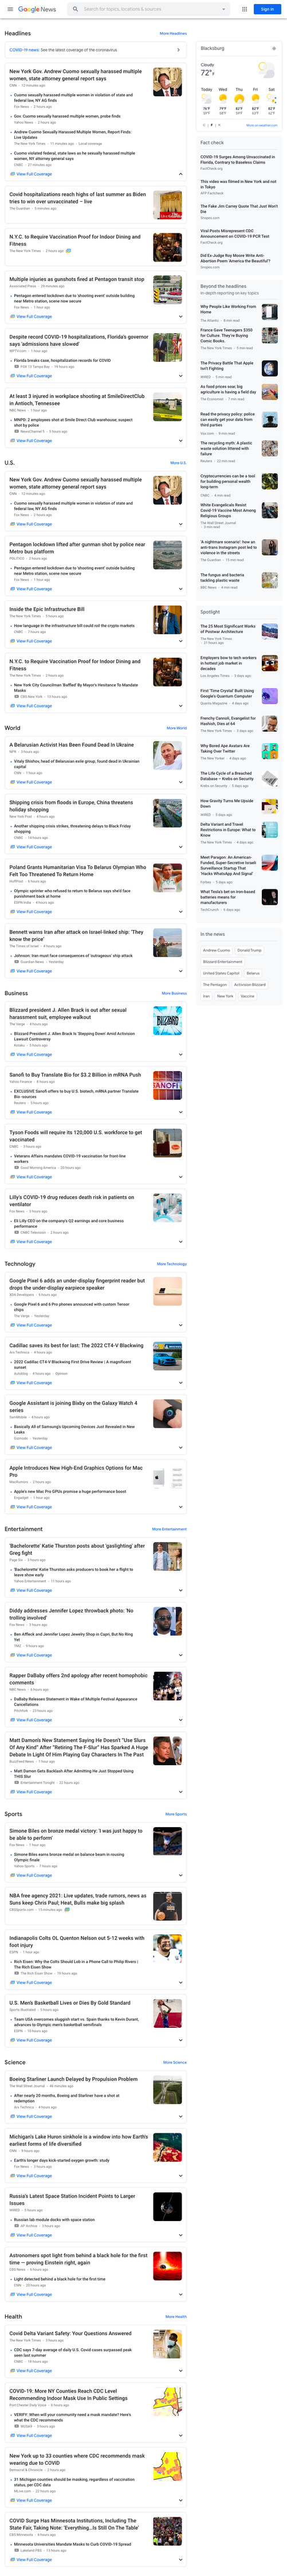 Google News
Search for topics, locations & sources
Sign in
Headlines
More Headlines
COVID-19 news: See the latest coverage of the coronavirus
New York Gov. Andrew Cuomo sexually harassed multiple
women, state attorney general report says
CNN · 13 minutes ago
Cuomo sexually harassed multiple women in violation of state and
federal law, NY AG finds
Fox News · 2 hours ago
Gov. Cuomo sexually harassed multiple women, probe finds
Yahoo News · 2 hours ago
Andrew Cuomo Sexually Harassed Multiple Women, Report Finds:
Live Updates
The New York Times · 11 minutes ago · Local coverage
Cuomo violated federal, state laws as he sexually harassed multiple
women, NY attorney general says
CNBC · 37 minutes ago
View Full Coverage
Covid hospitalizations reach highs of last summer as Biden
tries to win over unvaccinated – live
The Guardian · 5 minutes ago
N.Y.C. to Require Vaccination Proof for Indoor Dining and
Fitness
The New York Times · 2 hours ago
Multiple injuries as gunshots fired at Pentagon transit stop
Associated Press · 39 minutes ago
Pentagon entered lockdown due to 'shooting event' outside building
near Metro station, scene now secure
Fox News · 1 hour ago
View Full Coverage
Despite record COVID-19 hospitalizations, Florida's governor
says 'admissions have slowed'
WPTV.com · 1 hour ago
Florida breaks case, hospitalization records for COVID
FOX 13 Tampa Bay · 19 hours ago
View Full Coverage
At least 3 injured in workplace shooting at SmileDirectClub
in Antioch, Tennessee
NBC News · 1 hour ago
MNPD: 2 employees shot at Smile Direct Club warehouse; suspect
shot by police
NewsChannel 5 · 5 hours ago
View Full Coverage
U.S.
More U.S.
New York Gov. Andrew Cuomo sexually harassed multiple
women, state attorney general report says
CNN · 13 minutes ago
Cuomo sexually harassed multiple women in violation of state and
federal law, NY AG finds
Fox News · 2 hours ago
View Full Coverage
Pentagon lockdown lifted after gunman shot by police near
Metro bus platform
POLITICO · 2 hours ago
Pentagon entered lockdown due to 'shooting event' outside building
near Metro station, scene now secure
Fox News · 1 hour ago
View Full Coverage
Inside the Epic Infrastructure Bill
The New York Times · 5 hours ago
How language in the infrastructure bill could roil the crypto markets
CNBC · 7 hours ago
View Full Coverage
N.Y.C. to Require Vaccination Proof for Indoor Dining and
Fitness
The New York Times · 2 hours ago
New York City Councilman 'Baffled' By Mayor's Hesitance To Mandate
Masks
CBS New York · 13 hours ago
View Full Coverage
World
More World
A Belarusian Activist Has Been Found Dead In Ukraine
NPR · 3 hours ago
Vitaly Shishov, head of Belarusian exile group, found dead in Ukrainian
capital
CNN · 1 hour ago
View Full Coverage
Shipping crisis from floods in Europe, China threatens
holiday shopping
New York Post · 4 hours ago
Another shipping crisis strikes, threatening delays to Black Friday
shopping
CNBC · 14 hours ago
View Full Coverage
Poland Grants Humanitarian Visa To Belarus Olympian Who
Felt Too Threatened To Return Home
HuffPost · 3 hours ago
Olympic sprinter who refused to return to Belarus says she'd face
punishment back at home
ESPN India · 4 hours ago
View Full Coverage
Bennett warns Iran after attack on Israel-linked ship: 'They
know the price'
The Times of Israel · 6 hours ago
Johnson: Iran must face consequences of 'outrageous' ship attack
Guardian News · Yesterday
View Full Coverage
Business
More Business
Blizzard president J. Allen Brack is out after sexual
harassment suit, employee walkout
The Verge · 4 hours ago
Blizzard President J. Allen Brack Is 'Stepping Down' Amid Activision
Lawsuit Controversy
Kotaku · 5 hours ago
View Full Coverage
Sanofi to Buy Translate Bio for $3.2 Billion in mRNA Push
Yahoo Finance · 8 hours ago
EXCLUSIVE Sanofi offers to buy U.S. biotech, mRNA partner Translate
Bio -sources
Reuters · 5 hours ago
View Full Coverage
Tyson Foods will require its 120,000 U.S. workforce to get
vaccinated
CNBC · 3 hours ago
Veterans Affairs mandates COVID-19 vaccination for front-line
workers
Good Morning America · 20 hours ago
View Full Coverage
Lilly's COVID-19 drug reduces death risk in patients on
ventilator
Fox News · 5 hours ago
Eli Lilly CEO on the company's Q2 earnings and core business
performance
CNBC Television · 2 hours ago
View Full Coverage
Technology
More Technology
Google Pixel 6 adds an under-display fingerprint reader but
drops the under-display earpiece speaker
XDA Developers · 6 hours ago
Google Pixel 6 and 6 Pro phones announced with custom Tensor
chips
The Verge · Yesterday
View Full Coverage
Cadillac saves its best for last: The 2022 CT4-V Blackwing
Ars Technica · 4 hours ago
2022 Cadillac CT4-V Blackwing First Drive Review | A magnificent
sunset
Autoblog · 4 hours ago · Opinion
View Full Coverage
Google Assistant is joining Bixby on the Galaxy Watch 4
series
SamMobile · 8 hours ago
Basically All of Samsung's Upcoming Devices Just Revealed in New
Leaks
Gizmodo · Yesterday
View Full Coverage
Apple Introduces New High-End Graphics Options for Mac
Pro
MacRumors · 2 hours ago
Apple's new Mac Pro GPUs promise a huge performance boost
Engadget · 1 hour ago
View Full Coverage
Entertainment
More Entertainment
'Bachelorette' Katie Thurston posts about 'gaslighting' after
Greg fight
Page Six · 3 hours ago
'Bachelorette' Katie Thurston asks producers to book her a flight to
leave show early
Yahoo Entertainment · 11 hours ago
View Full Coverage
Diddy addresses Jennifer Lopez throwback photo: 'No
trolling involved'
Fox News · 3 hours ago
Ben Affleck and Jennifer Lopez Jewelry Shop in Capri, But No Ring
Yet
TMZ · 9 hours ago
View Full Coverage
Rapper DaBaby offers 2nd apology after recent homophobic
comments
NBC News · 6 hours ago
DaBaby Releases Statement in Wake of Multiple Festival Appearance
Cancellations
Pitchfork · 23 hours ago
View Full Coverage
Matt Damon's New Statement Saying He Doesn't "Use Slurs
Of Any Kind" After "Retiring The F-Slur" Has Sparked A Huge
Debate In Light Of Him Playing Gay Characters In The Past
BuzzFeed News · 1 hour ago
Matt Damon Gets Backlash After Admitting He Just Stopped Using
THIS Slur
Entertainment Tonight · 22 hours ago
View Full Coverage
Sports
More Sports
Simone Biles on bronze medal victory: 'I was just happy to
be able to perform'
Fox News · 1 hour ago
Simone Biles earns bronze medal on balance beam in rousing
Olympic finale
Yahoo Sports · 7 hours ago
View Full Coverage
NBA free agency 2021: Live updates, trade rumors, news as
Suns keep Chris Paul; Heat, Bulls make big splash
CBSSports.com · 15 minutes ago
Indianapolis Colts OL Quenton Nelson out 5-12 weeks with
foot injury
ESPN · 1 hour ago
Rich Eisen: Why the Colts Should Lob in a Phone Call to Philip Rivers |
The Rich Eisen Show
The Rich Eisen Show · 19 hours ago
View Full Coverage
U.S. Men's Basketball Lives or Dies By Gold Standard
Sports Illustrated · 5 hours ago
Team USA overcomes sluggish start vs. Spain thanks to Kevin Durant,
advances to Olympic men's basketball semifinals
ESPN · 10 hours ago
View Full Coverage
Science
More Science
Boeing Starliner Launch Delayed by Propulsion Problem
The Wall Street Journal · 48 minutes ago
After nearly 20 months, Boeing and Starliner have a shot at
redemption
Ars Technica · 8 hours ago
View Full Coverage
Michigan's Lake Huron sinkhole is a window into how Earth's
earliest forms of life diversified
CNN · 9 hours ago
Earth's longer days kick-started oxygen growth: study
Fox News · 5 hours ago
View Full Coverage
Russia's Latest Space Station Incident Points to Larger
Issues
WIRED · 7 hours ago
Russian lab module docks with space station
AP Archive · 3 hours ago
View Full Coverage
Astronomers spot light from behind a black hole for the first
time — proving Einstein right, again
CBS News · 6 hours ago
Light detected behind a black hole for the first time
CNN · 20 hours ago
View Full Coverage
Health
More Health
Covid Delta Variant Safety: Your Questions Answered
The New York Times · 3 hours ago
CDC says 7-day average of daily U.S. Covid cases surpassed peak
seen last summer
CNBC · 18 hours ago
View Full Coverage
COVID-19: More NY Counties Reach CDC Level
Recommending Indoor Mask Use In Public Settings
Port Chester Daily Voice · 6 hours ago
VERIFY: When will your community need a mask mandate? Here's
what the CDC recommends
WUSA9 · 3 hours ago
View Full Coverage
New York up to 33 counties where CDC recommends mask
wearing due to COVID
Democrat & Chronicle · 2 hours ago
31 Michigan counties should be masking, regardless of vaccination
status, per CDC data
MLive.com · 23 hours ago
View Full Coverage
COVID Surge Has Minnesota Institutions, Including The
State Fair, Taking Note: 'Everything...Is Still On The Table'
CBS Minnesota · 6 hours ago
Minnesota Universities Mandate Masks to Curb COVID-19 Spread
Lakeland PBS · 13 hours ago
View Full Coverage
Blacksburg
Cloudy
72°F
Today Wed Thu Fri Sat
More on weather.com
Fact check
COVID-19 Surges Among Unvaccinated in
Florida, Contrary to Baseless Claims
FactCheck.org
This video was filmed in New York and not
in Tokyo
AFP Factcheck
The Fake Jim Carrey Quote That Just Won't
Die
Snopes.com
Viral Posts Misrepresent CDC
Announcement on COVID-19 PCR Test
FactCheck.org
Did Ex-Judge Roy Moore Write Anti-
Abortion Poem 'America the Beautiful'?
Snopes.com
Beyond the headlines
In-depth reporting on key topics
Why People Like Working From
Home
The Atlantic · 8 min read
France Gave Teenagers $350
for Culture. They're Buying
Comic Books.
The New York Times · 5 min read
The Privacy Battle That Apple
Isn't Fighting
WIRED · 5 min read
As food prices soar, big
agriculture is having a field day
The Economist · 7 min read
Read the privacy policy: police
can easily get your data from
third parties
Vox.com · 9 min read
The recycling myth: A plastic
waste solution littered with
failure
Reuters · 22 min read
Cryptocurrencies can be a tool
for building personal wealth
long-term
CNBC · 4 min read
White Evangelicals Resist
Covid-19 Vaccine Most Among
Religious Groups
The Wall Street Journal
· 5 min read
'A nightmare scenario': how an
anti-trans Instagram post led to
violence in the streets
The Guardian · 15 min read
The fungus and bacteria
tackling plastic waste
BBC News · 8 min read
Spotlight
The 25 Most Significant Works
of Postwar Architecture
The New York Times
· 21 hours ago
Employers bow to tech workers
in hottest job market in
decades
Los Angeles Times · 2 days ago
First 'Time Crystal' Built Using
Google's Quantum Computer
Quanta Magazine · 4 days ago
Frenchy Cannoli, Evangelist for
Hashish, Dies at 64
The New York Times · 3 days ago
Why Bored Ape Avatars Are
Taking Over Twitter
The New Yorker · 4 days ago
The Life Cycle of a Breached
Database – Krebs on Security
Krebs on Security · 5 days ago
How Gravity Turns Me Upside
Down
WIRED · 3 days ago
Delta Variant and Travel
Restrictions in Europe: What to
Know
The New York Times · 4 days ago
Meet Paragon: An American-
Funded, Super-Secretive Israeli
Surveillance Startup That
'Hacks WhatsApp And Signal'
Forbes · 5 days ago
What Tesla's bet on iron-based
batteries means for
manufacturers
TechCrunch · 6 days ago
In the news
Andrew Cuomo
Donald Trump
Blizzard Entertainment
United States Capitol
Belarus
The Pentagon
Activision Blizzard
Iran
New York
Vaccine